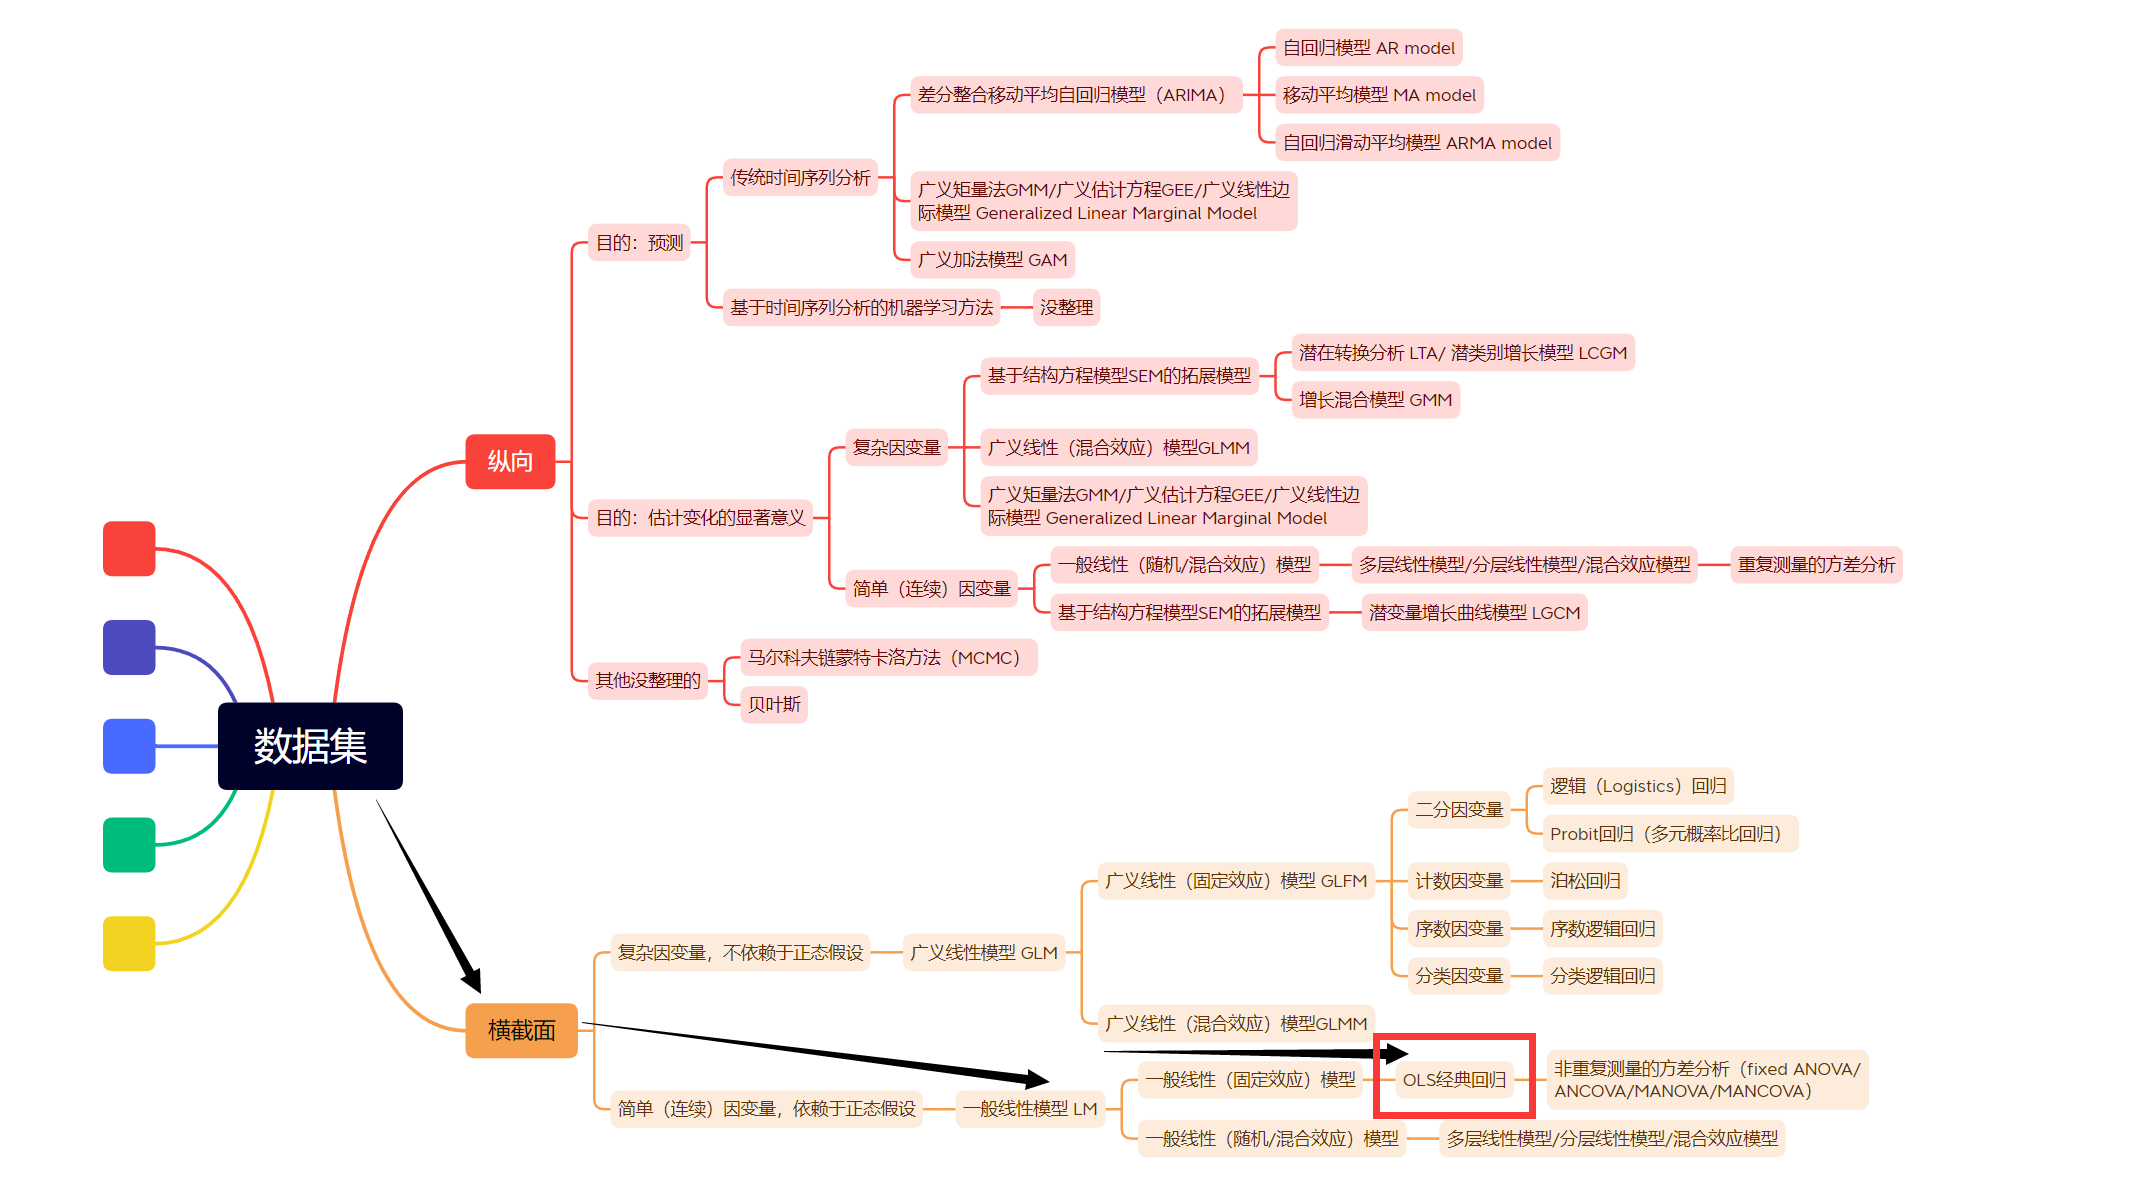 自回归模型 AR model
差分整合移动平均自回归模型（ARIMA）
移动平均模型 MA model
自回归滑动平均模型 ARMA model
传统时间序列分析
广义矩量法GMM/广义估计方程GEE/广义线性边
际模型 Generalized Linear Marginal Model
目的：预测
广义加法模型 GAM
基于时间序列分析的机器学习方法
没整理
潜在转换分析 LTA/ 潜类别增长模型 LCGM
基于结构方程模型SEM的拓展模型
增长混合模型 GMM
复杂因变量
广义线性（混合效应）模型GLMM
纵向
广义矩量法GMM/广义估计方程GEE/广义线性边
际模型 Generalized Linear Marginal Model
目的：估计变化的显著意义
一般线性（随机/混合效应）模型
多层线性模型/分层线性模型/混合效应模型
重复测量的方差分析
简单（连续）因变量
基于结构方程模型SEM的拓展模型
潜变量增长曲线模型 LGCM
马尔科夫链蒙特卡洛方法（MCMC）
其他没整理的
贝叶斯
数据集
逻辑（Logistics）回归
二分因变量
Probit回归（多元概率比回归）
广义线性（固定效应）模型 GLFM
计数因变量
泊松回归
序数因变量
序数逻辑回归
复杂因变量，不依赖于正态假设
广义线性模型 GLM
分类因变量
分类逻辑回归
横截面
广义线性（混合效应）模型GLMM
一般线性（固定效应）模型
OLS经典回归
非重复测量的方差分析（fixed ANOVA/
ANCOVA/MANOVA/MANCOVA）
简单（连续）因变量，依赖于正态假设
一般线性模型 LM
一般线性（随机/混合效应）模型
多层线性模型/分层线性模型/混合效应模型